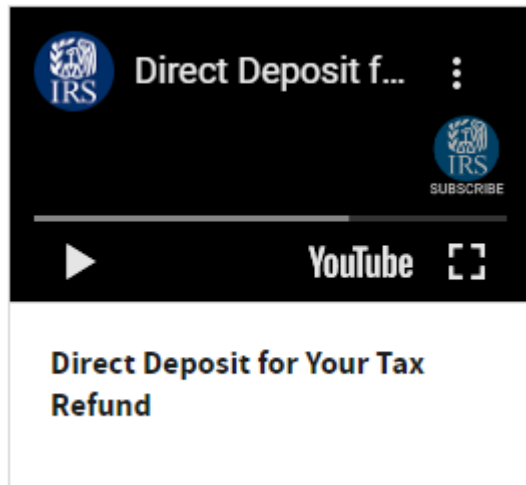 IRS
Direct Deposit f...
IRS
SUBSCRIBE
YouTube
Direct Deposit for Your Tax
Refund